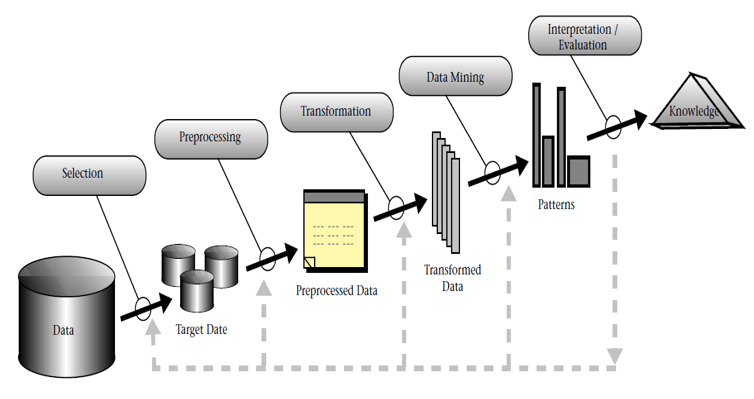 Interpretation /
Evaluation
Data Mining
Transformation
Preprocessing
Selection
Knowledge
Patterns
Transformed
Data
Preprocessed Data
Target Date
Data